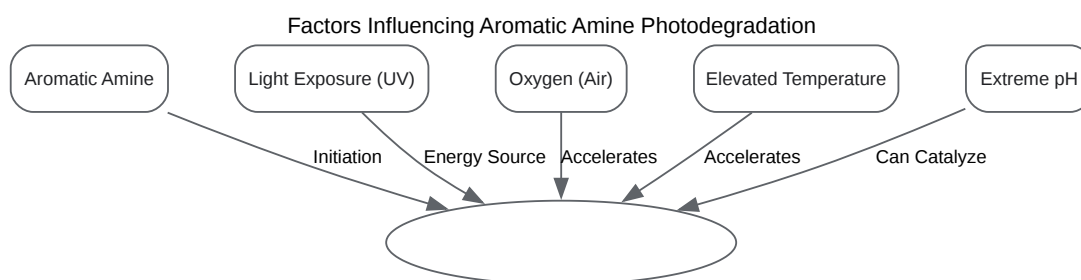 Factors Influencing Aromatic Amine Photodegradation
Aromatic Amine
Light Exposure (UV)
Oxygen (Air)
Elevated Temperature
Extreme pH
Initiation
Energy Source
Accelerates
Accelerates
Can Catalyze